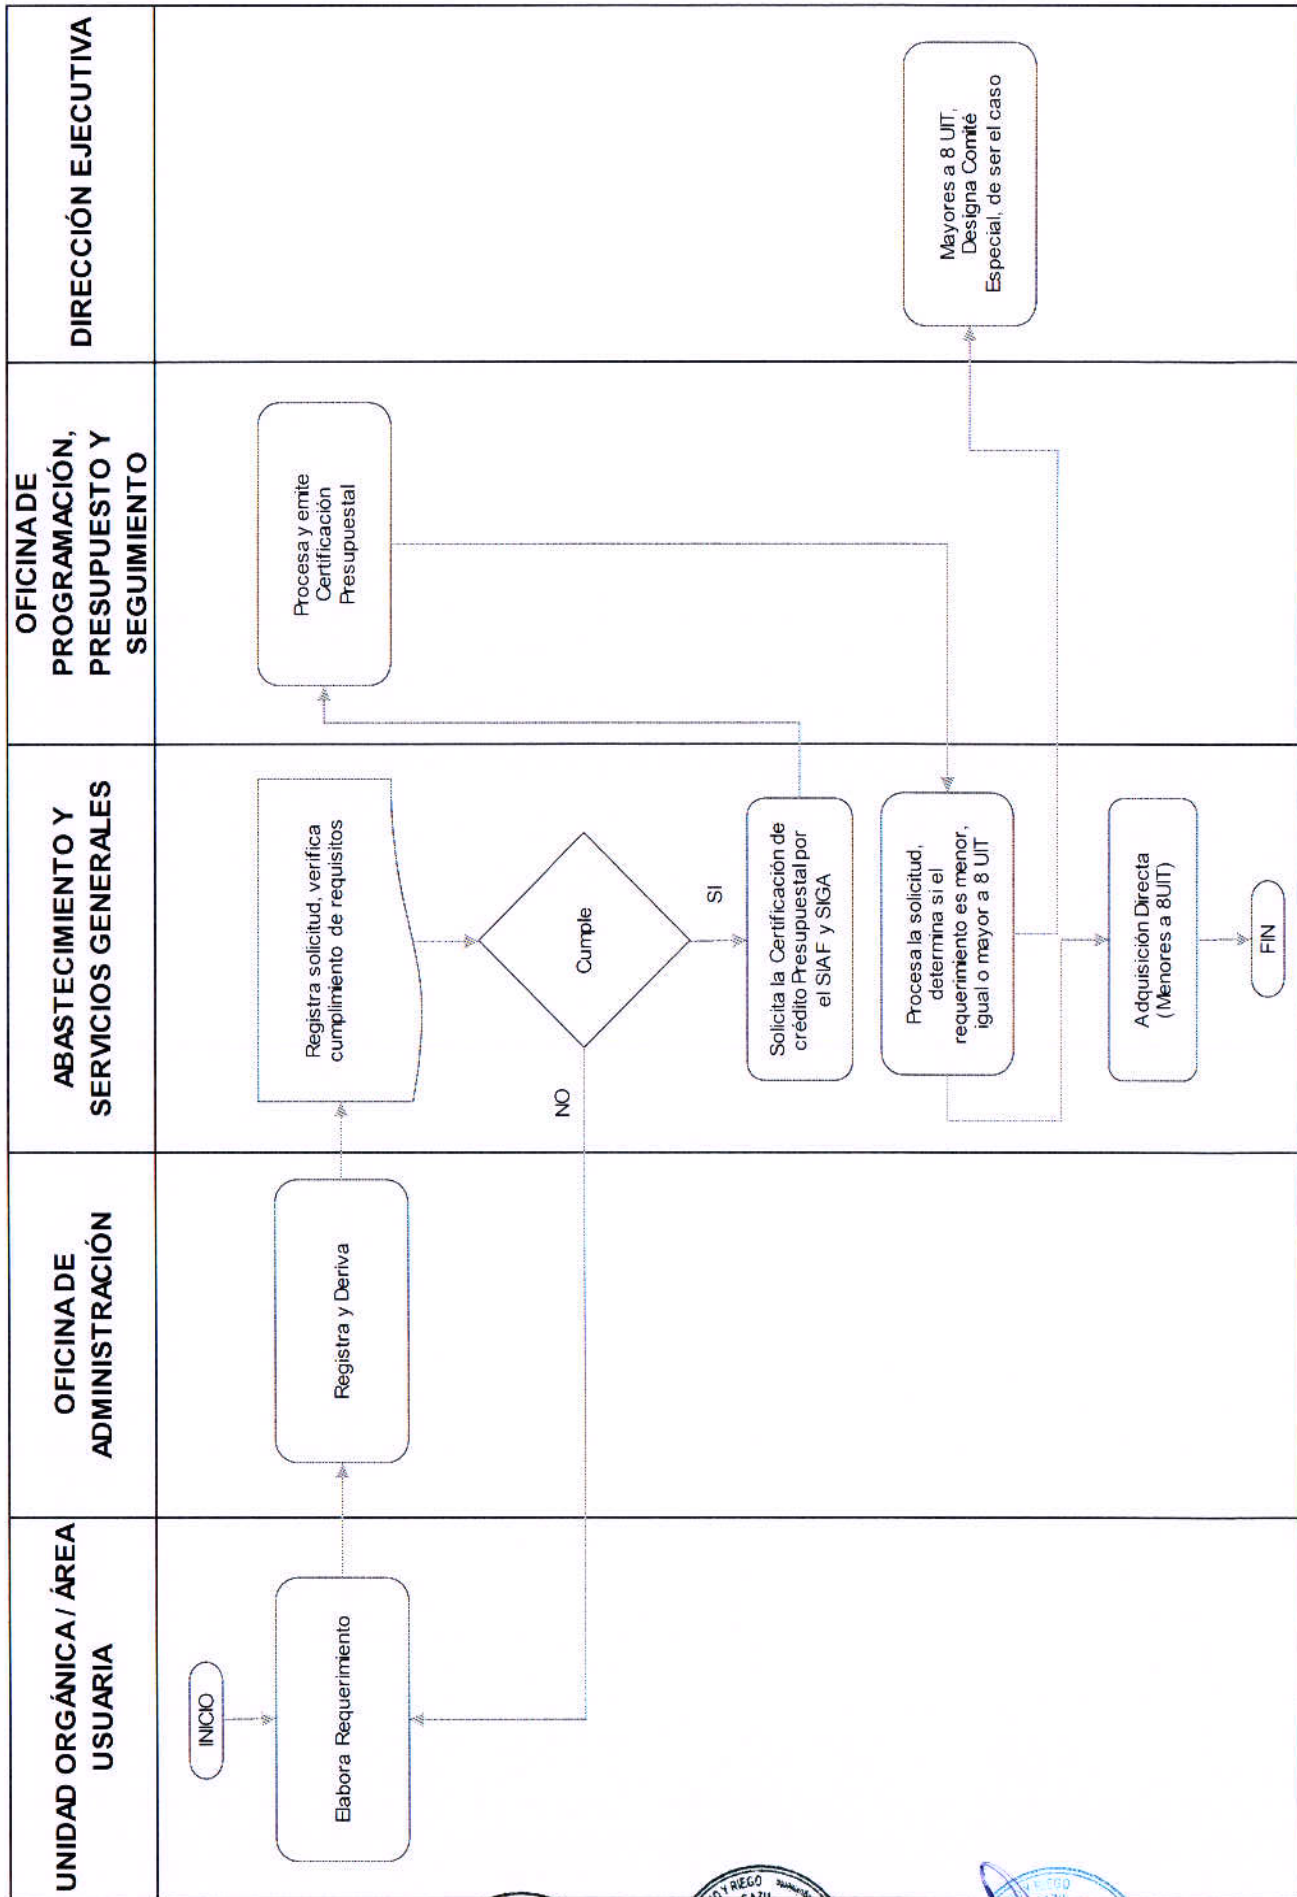 UNIDAD ORGÁNICA / ÁREA
USUARIA
OFICINA DE
ADMINISTRACIÓN
ABASTECIMIENTO Y
SERVICIOS GENERALES
OFICINA DE
PROGRAMACIÓN,
PRESUPUESTO Y
SEGUIMIENTO
DIRECCIÓN EJECUTIVA
INICIO
Elabora Requerimiento
Registra y Deriva
Registra solicitud, verifica
cumplimiento de requisitos
Cumple
NO
SI
Solicita la Certificación de
crédito Presupuestal por
el SIAF y SIGA
Procesa y emite
Certificación
Presupuestal
Procesa la solicitud,
determina si el
requerimiento es menor,
igual o mayor a 8 UIT
Mayores a 8 UIT,
Designa Comité
Especial, de ser el caso
Adquisición Directa
(Menores a 8UIT)
FIN
Y RIEGO
Y RIEGO